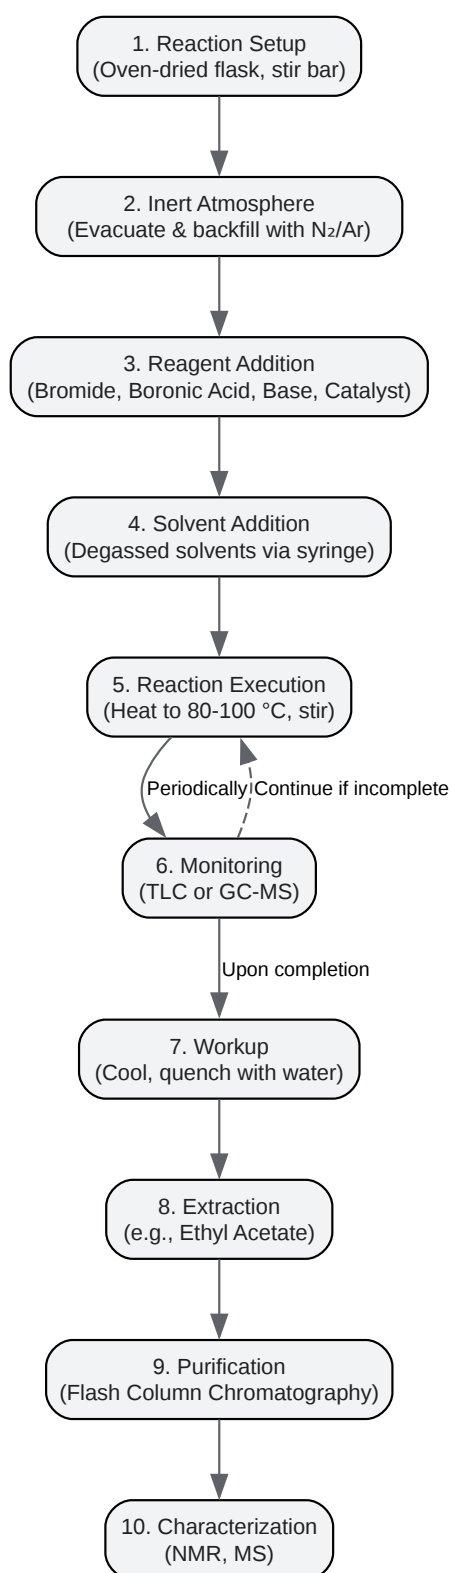 1. Reaction Setup
(Oven-dried flask, stir bar)
2. Inert Atmosphere
(Evacuate & backfill with N₂/Ar)
3. Reagent Addition
(Bromide, Boronic Acid, Base, Catalyst)
4. Solvent Addition
(Degassed solvents via syringe)
5. Reaction Execution
(Heat to 80-100 °C, stir)
Periodically
Continue if incomplete
6. Monitoring
(TLC or GC-MS)
Upon completion
7. Workup
(Cool, quench with water)
8. Extraction
(e.g., Ethyl Acetate)
9. Purification
(Flash Column Chromatography)
10. Characterization
(NMR, MS)